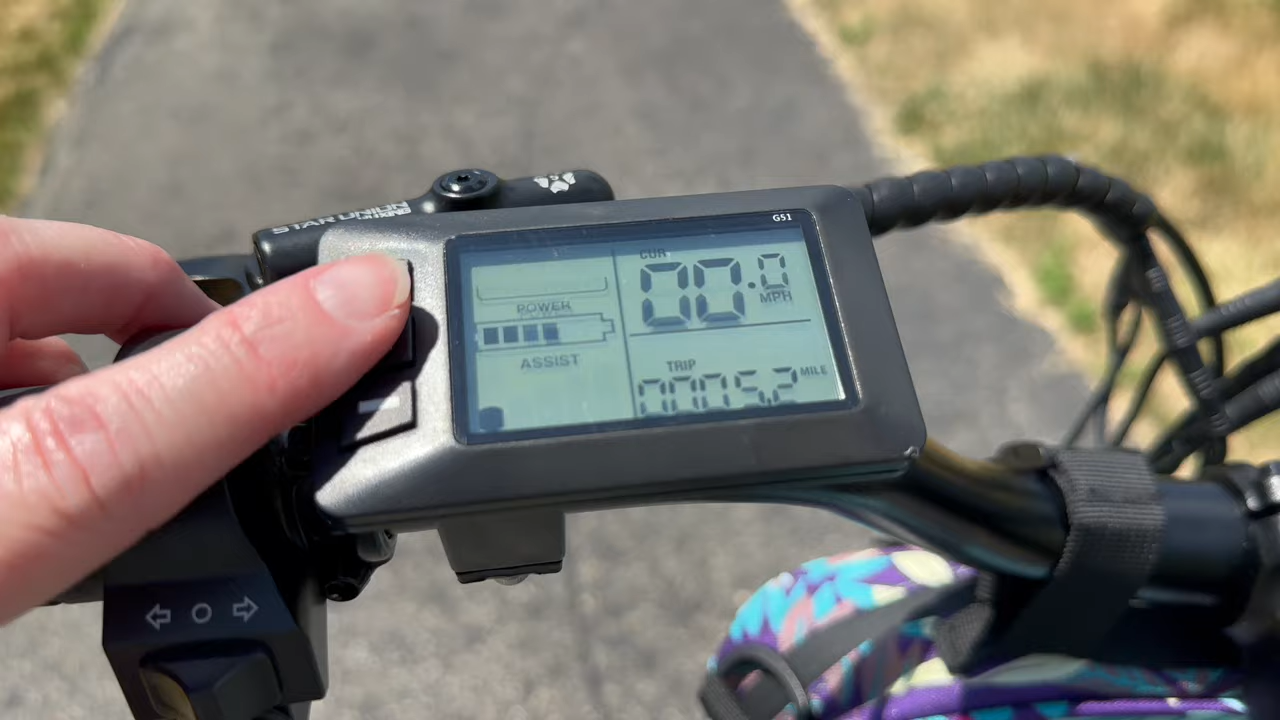 STAR UNION
G51
CUR
00.0
MPH
POWER
ASSIST
TRIP
0005.2 MILE